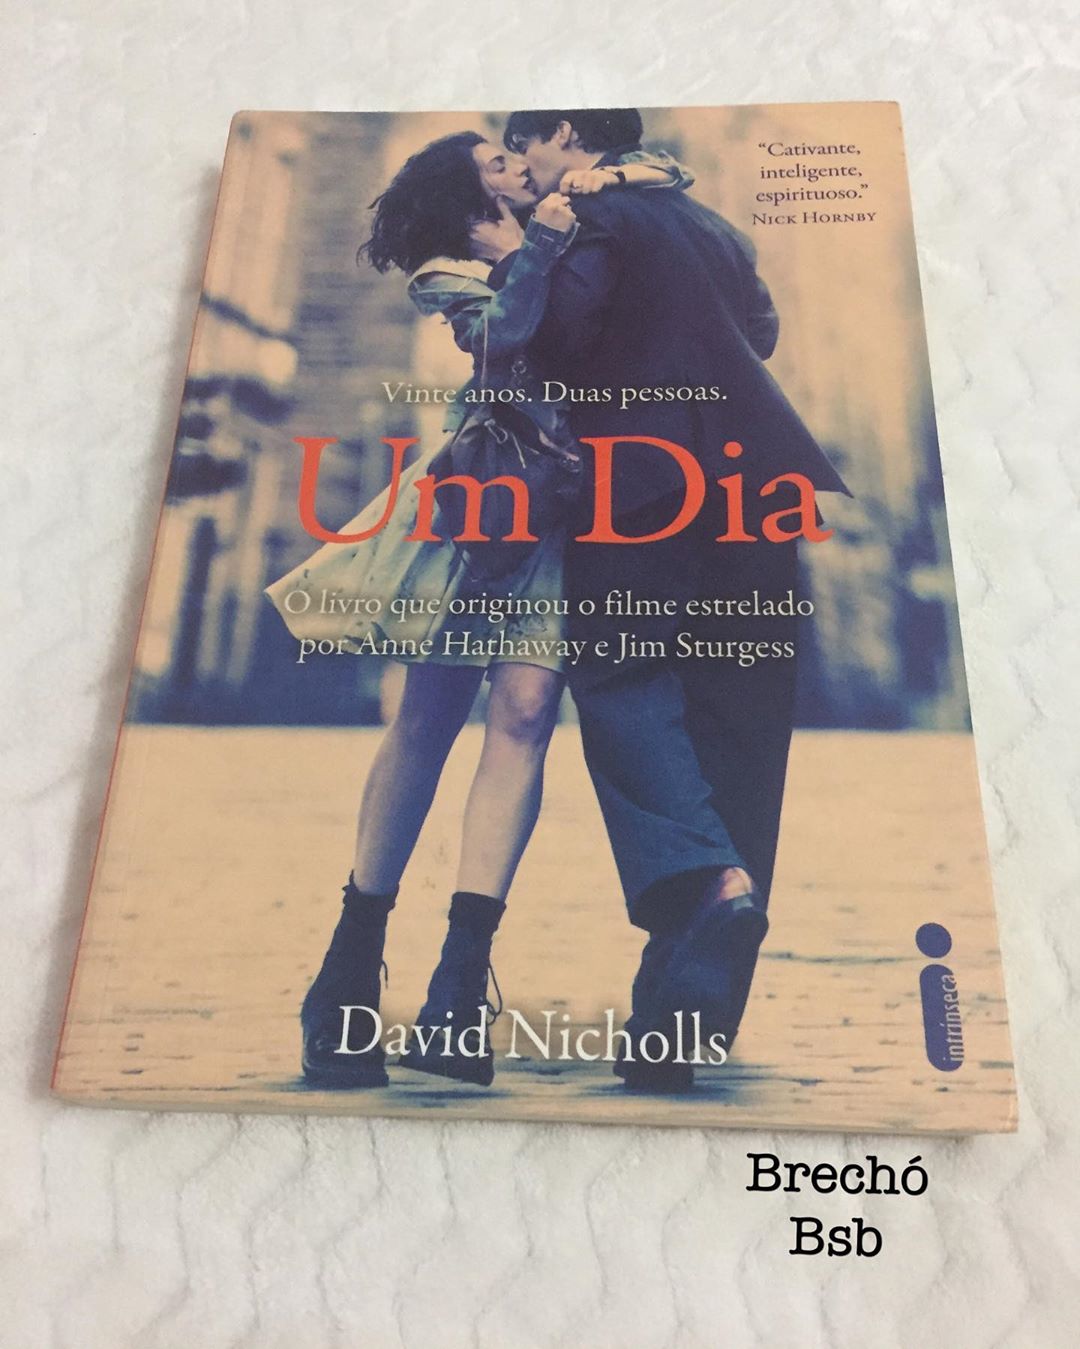 “Cativante,
inteligente,
espirituoso.”
NICK HORNBY
Vinte anos. Duas pessoas.
Um Dia
O livro que originou o filme estrelado
por Anne Hathaway e Jim Sturgess
David Nicholls
intrínseca
Brechó
Bsb